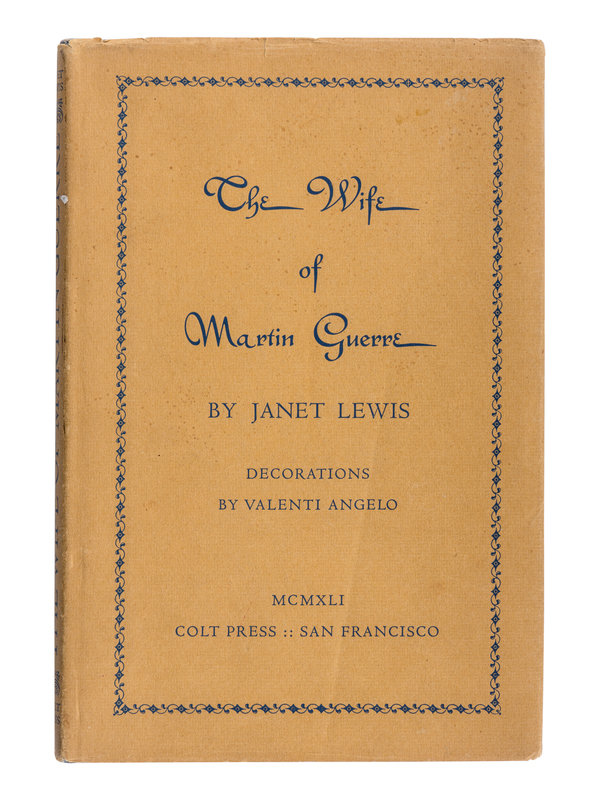 The Wife
of
Martin Guerre
BY JANET LEWIS
DECORATIONS
BY VALENTI ANGELO
MCMXLI
COLT PRESS :: SAN FRANCISCO